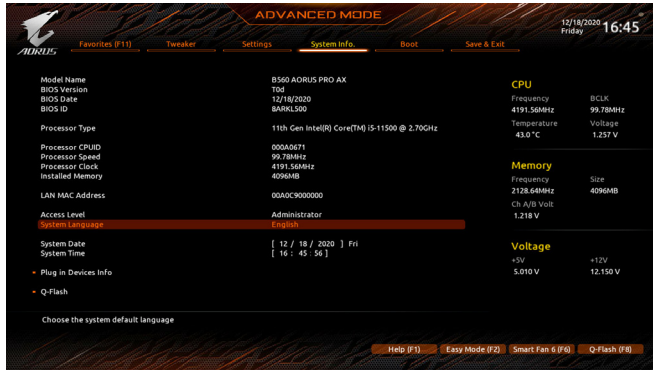 ADVANCED MODE
12/18/2020 Friday 16:45
AORUS
Favorites (F11) Tweaker Settings System Info. Boot Save & Exit
Model Name B560 AORUS PRO AX
BIOS Version T0d
BIOS Date 12/18/2020
BIOS ID 8ARKL500
Processor Type 11th Gen Intel(R) Core(TM) i5-11500 @ 2.70GHz
Processor CPUID 000A0671
Processor Speed 99.78MHz
Processor Clock 4191.56MHz
Installed Memory 4096MB
LAN MAC Address 00A0C9000000
Access Level Administrator
System Language English
System Date [ 12 / 18 / 2020 ] Fri
System Time [ 16 : 45 : 56 ]
Plug in Devices Info
Q-Flash
CPU
Frequency BCLK
4191.56MHz 99.78MHz
Temperature Voltage
43.0 °C 1.257 V
Memory
Frequency Size
2128.64MHz 4096MB
Ch A/B Volt
1.218 V
Voltage
+5V +12V
5.010 V 12.150 V
Choose the system default language
Help (F1) Easy Mode (F2) Smart Fan 6 (F6) Q-Flash (F8)